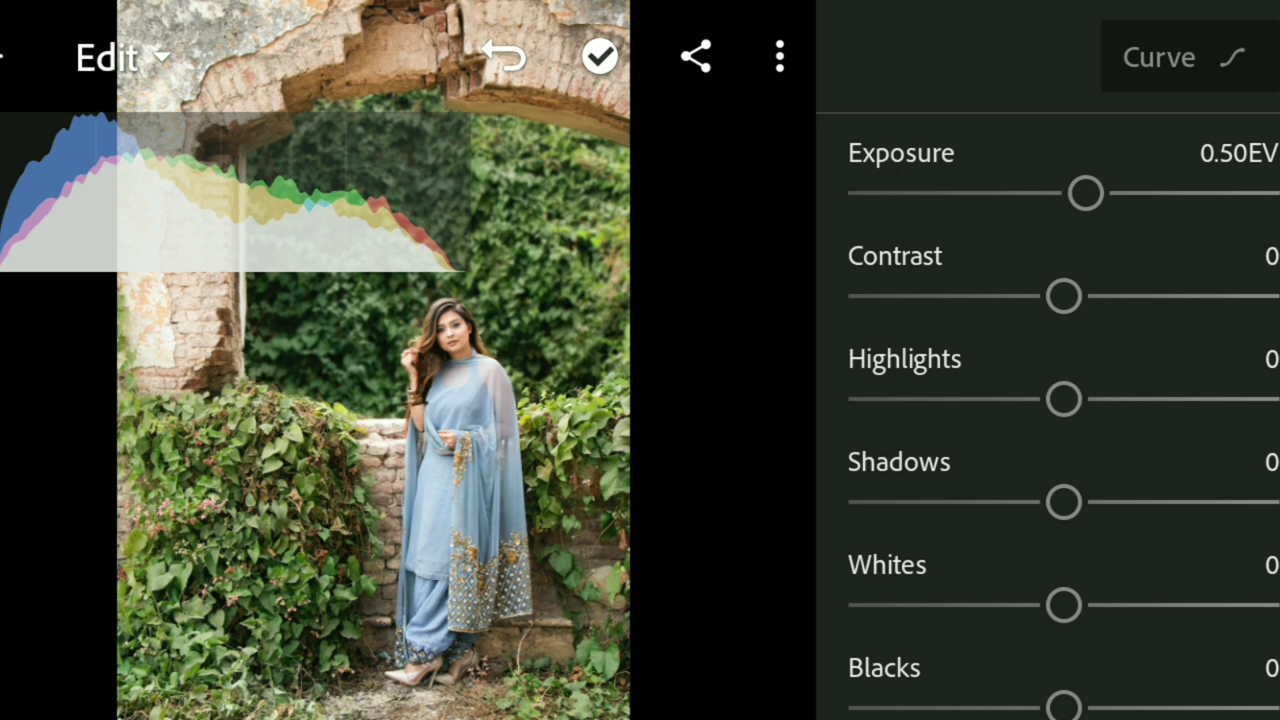 Edit
Curve
Exposure 0.50EV
Contrast 0
Highlights 0
Shadows 0
Whites 0
Blacks 0